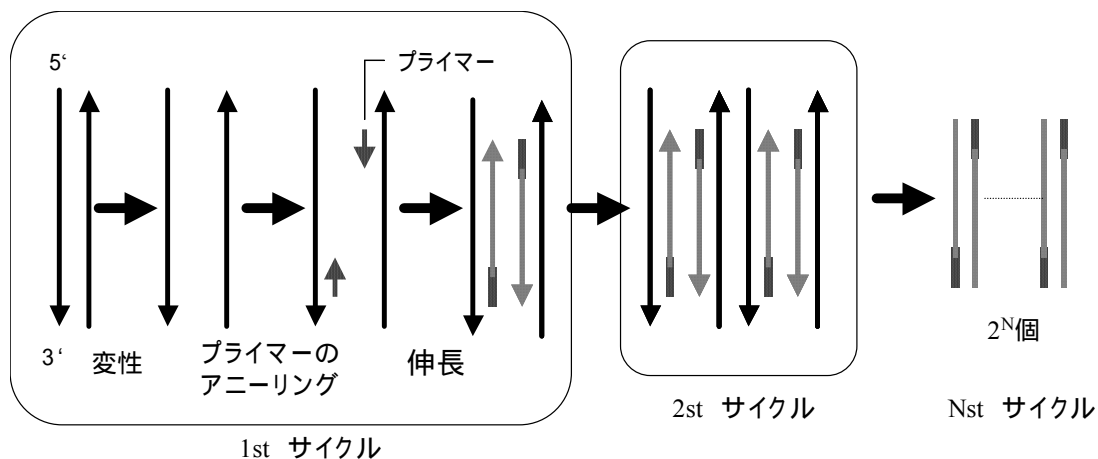 5‘
プライマー
3‘
変性
プライマーの
アニーリング
伸長
1st サイクル
2st サイクル
2ᴺ個
Nst サイクル